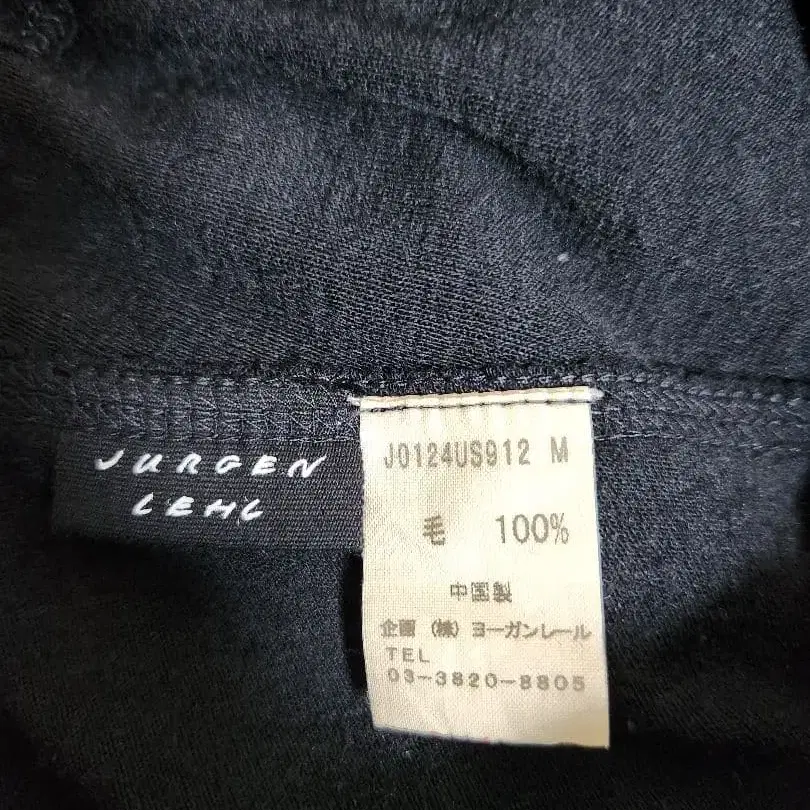 JURGEN
LEHL
J0124US912 M
毛 100%
中国製
企画 (株) ヨーガンレール
TEL
03-3820-8805